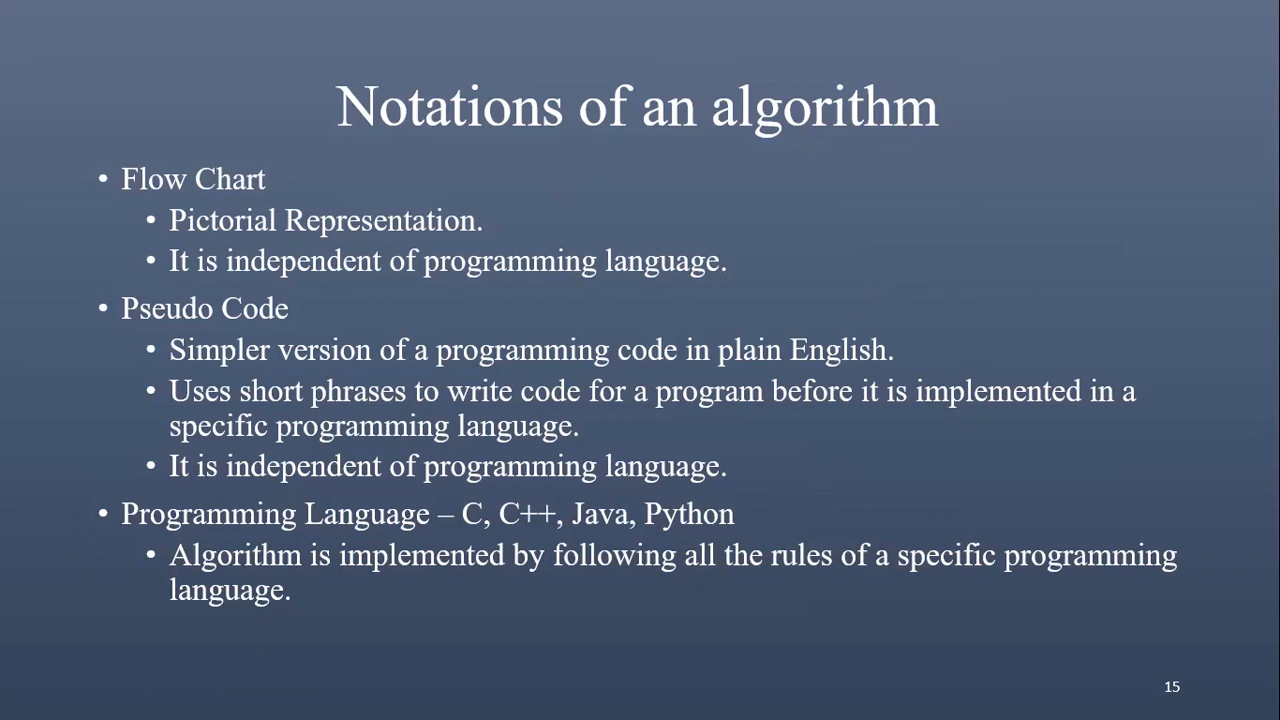 Notations of an algorithm
• Flow Chart
• Pictorial Representation.
• It is independent of programming language.
• Pseudo Code
• Simpler version of a programming code in plain English.
• Uses short phrases to write code for a program before it is implemented in a
specific programming language.
• It is independent of programming language.
• Programming Language – C, C++, Java, Python
• Algorithm is implemented by following all the rules of a specific programming
language.
15